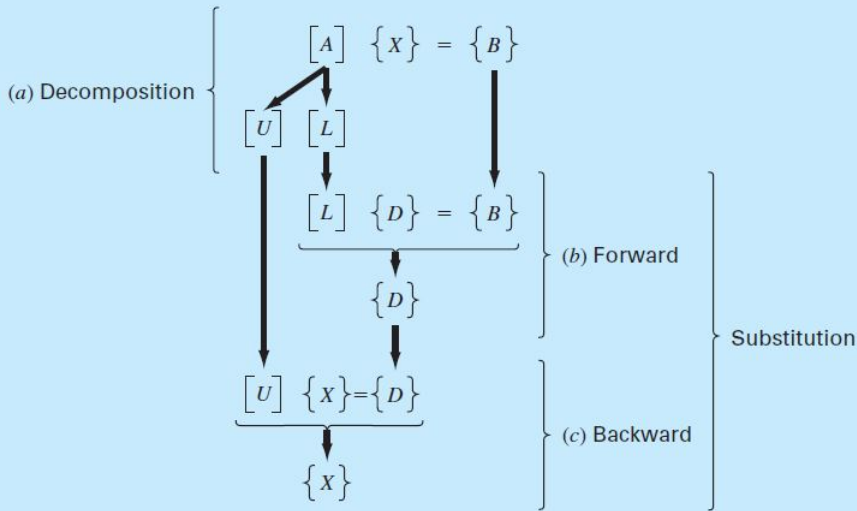 [A] {X} = {B}
(a) Decomposition
[U] [L]
[L] {D} = {B}
(b) Forward
{D}
Substitution
[U] {X}={D}
(c) Backward
{X}